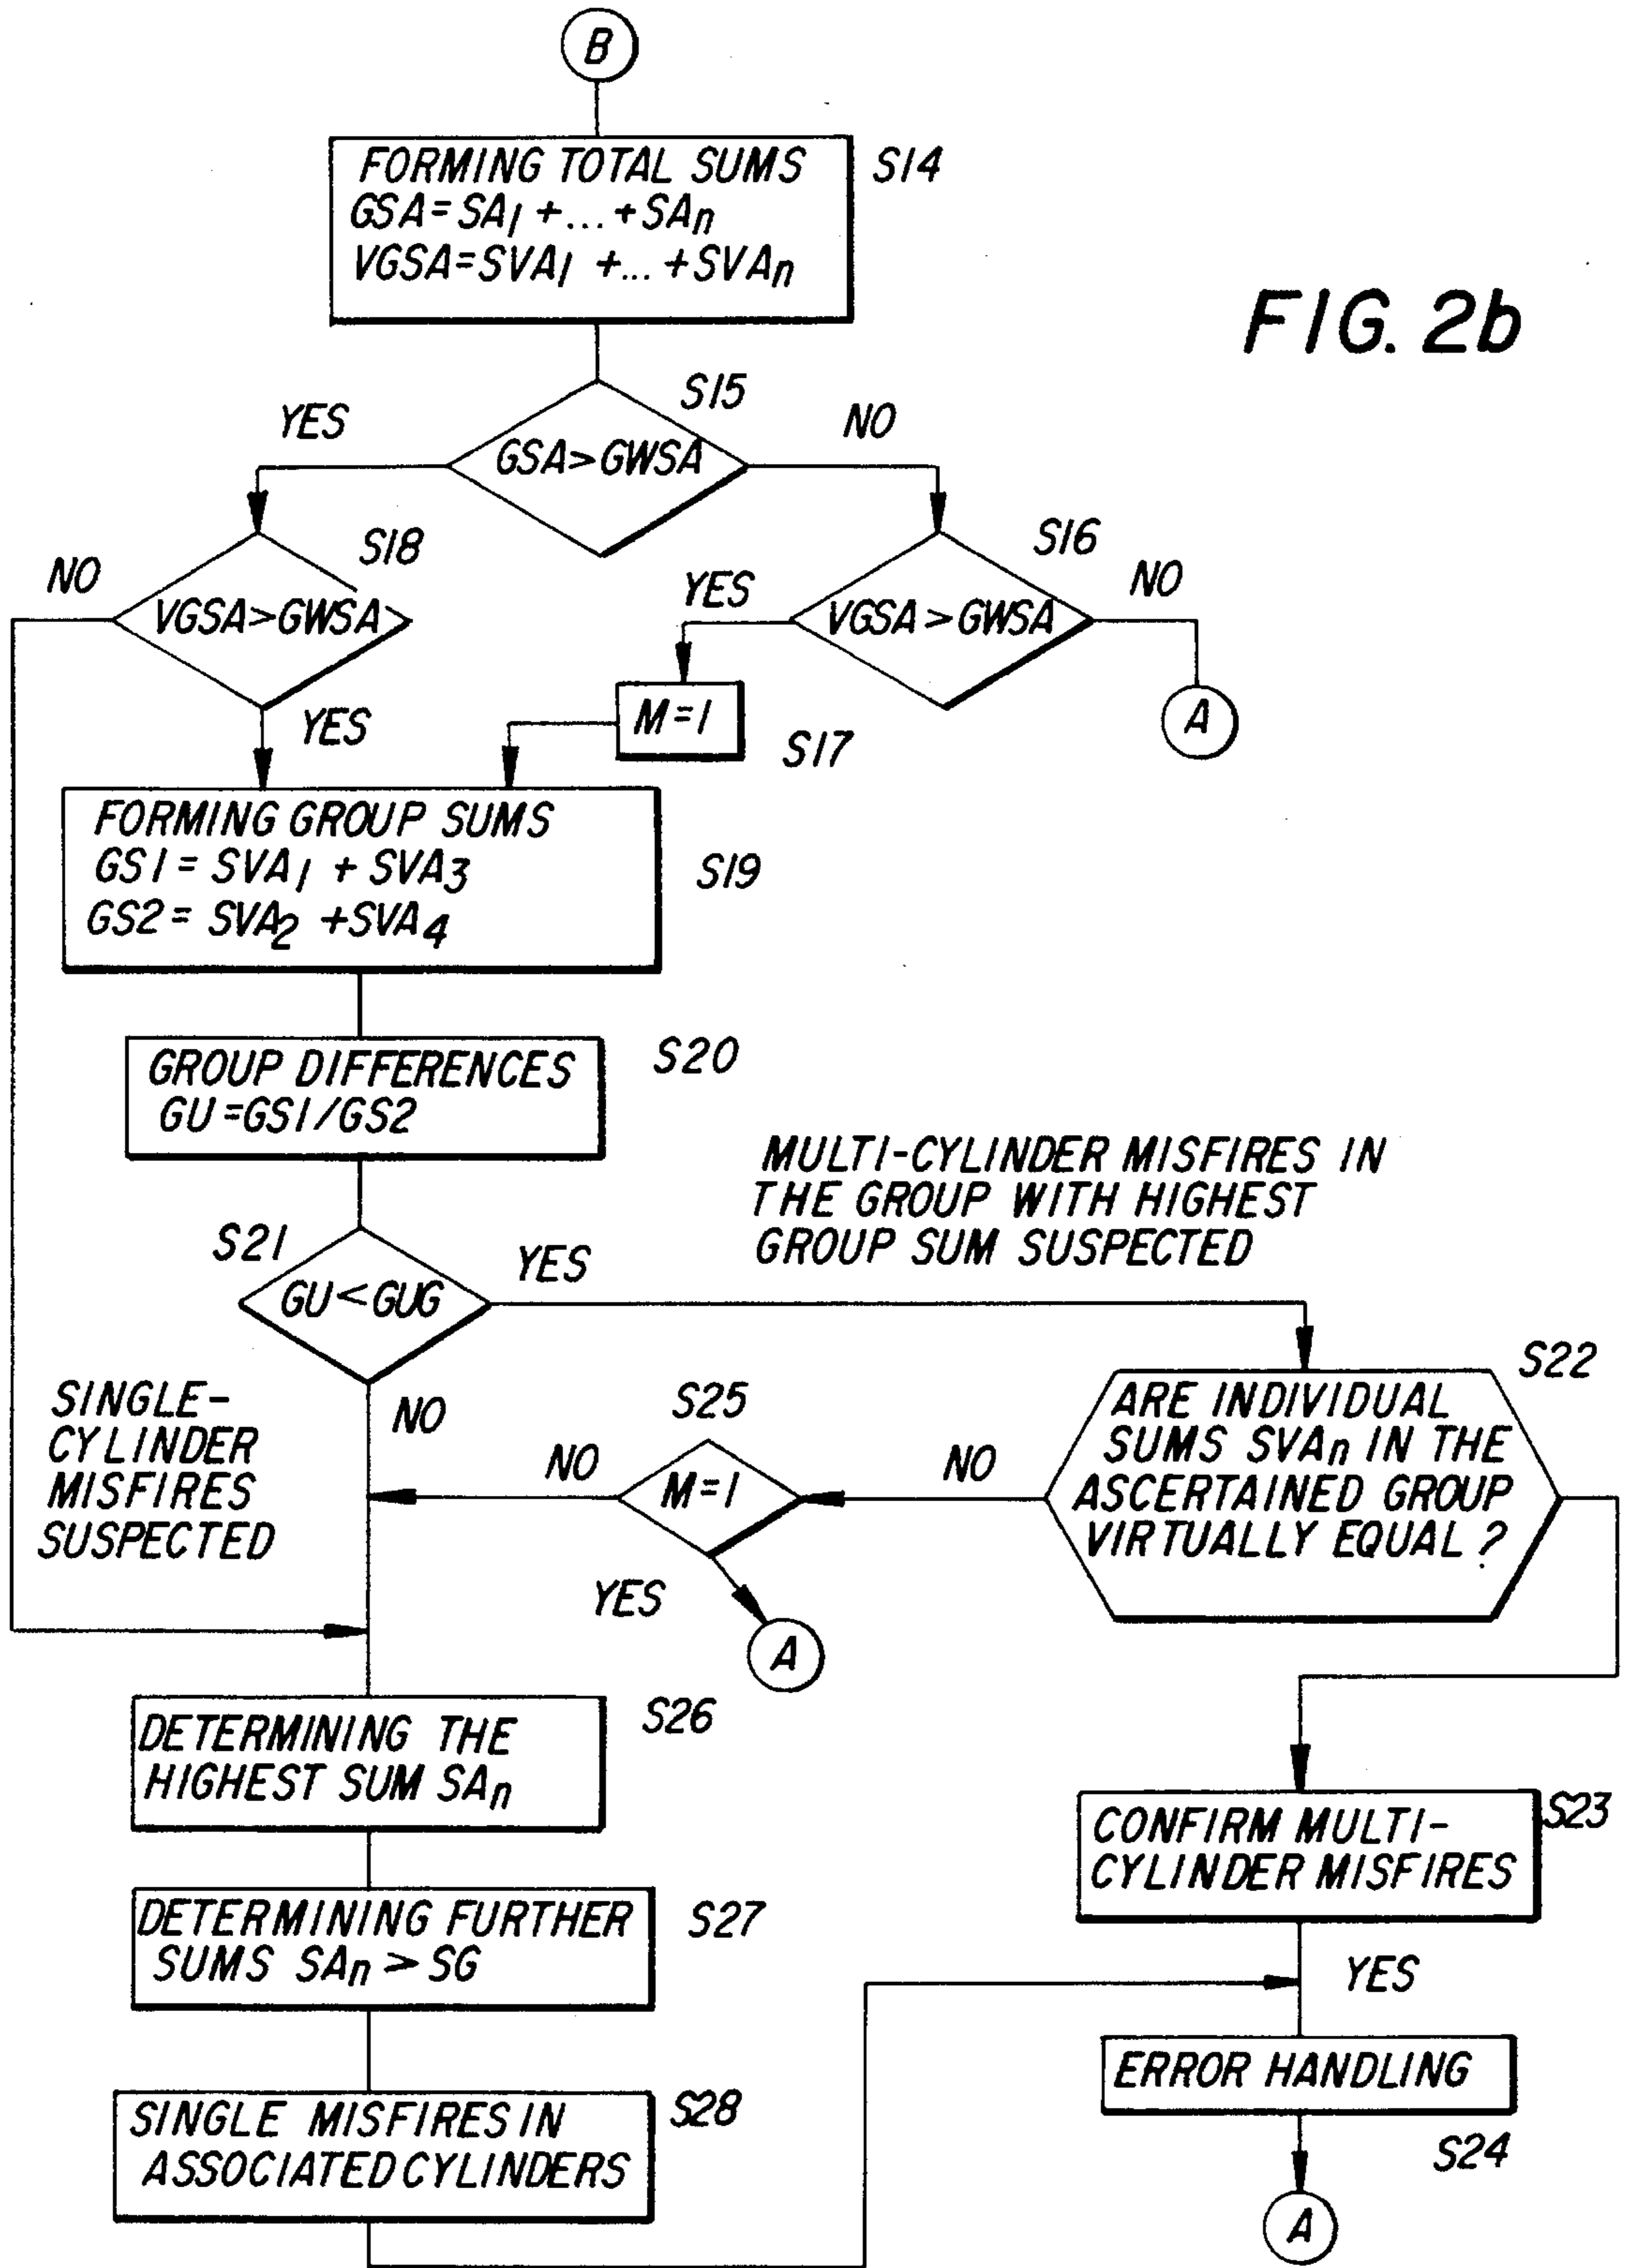 B
FORMING TOTAL SUMS
GSA=SA1 +...+SAn
VGSA=SVA1 +...+SVAn
S14
FIG. 2b
S15
YES
GSA>GWSA
NO
S18
NO
VGSA>GWSA
YES
S16
YES
VGSA>GWSA
NO
M=1
S17
A
FORMING GROUP SUMS
GS1=SVA1 + SVA3
GS2=SVA2 +SVA4
S19
GROUP DIFFERENCES
GU=GS1/GS2
S20
MULTI-CYLINDER MISFIRES IN
THE GROUP WITH HIGHEST
GROUP SUM SUSPECTED
S21
GU<GUG
YES
NO
SINGLE-
CYLINDER
MISFIRES
SUSPECTED
S22
ARE INDIVIDUAL
SUMS SVAn IN THE
ASCERTAINED GROUP
VIRTUALLY EQUAL?
S25
NO
M=1
NO
YES
A
DETERMINING THE
HIGHEST SUM SAn
S26
CONFIRM MULTI-
CYLINDER MISFIRES
S23
DETERMINING FURTHER
SUMS SAn > SG
S27
YES
ERROR HANDLING
S24
SINGLE MISFIRES IN
ASSOCIATED CYLINDERS
S28
A